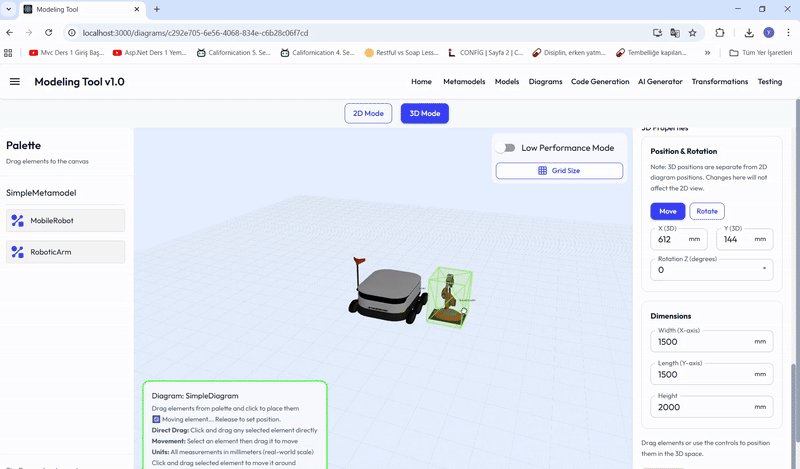 Modeling Tool
localhost:3000/diagrams/c292e705-6e56-4068-834e-c6b28c06f7cd
Mvc Ders 1 Giriş Baş...
Asp.Net Ders 1 Yem...
Californication 5. Se...
Californication 4. Se...
Restful vs Soap Less...
CONFİG ( Sayfa 2 ( C...
Disiplin, erken yatm...
Tembelliğe kapılan...
Tüm Yer İşaretleri
Modeling Tool v1.0
Home
Metamodels
Models
Diagrams
Code Generation
AI Generator
Transformations
Testing
2D Mode
3D Mode
Palette
Drag elements to the canvas
SimpleMetamodel
MobileRobot
RoboticArm
Low Performance Mode
Grid Size
Diagram: SimpleDiagram
Drag elements from palette and click to place them
Moving element... Release to set position.
Direct Drag: Click and drag any selected element directly
Movement: Select an element then drag it to move
Units: All measurements in millimeters (real-world scale)
Click and drag selected element to move it around
3D Properties
Position & Rotation
Note: 3D positions are separate from 2D
diagram positions. Changes here will not
affect the 2D view.
Move
Rotate
X (3D)
612 mm
Y (3D)
144 mm
Rotation Z (degrees)
0 °
Dimensions
Width (X-axis)
1500 mm
Length (Y-axis)
1500 mm
Height
2000 mm
Drag elements or use the controls to position
them in the 3D space.